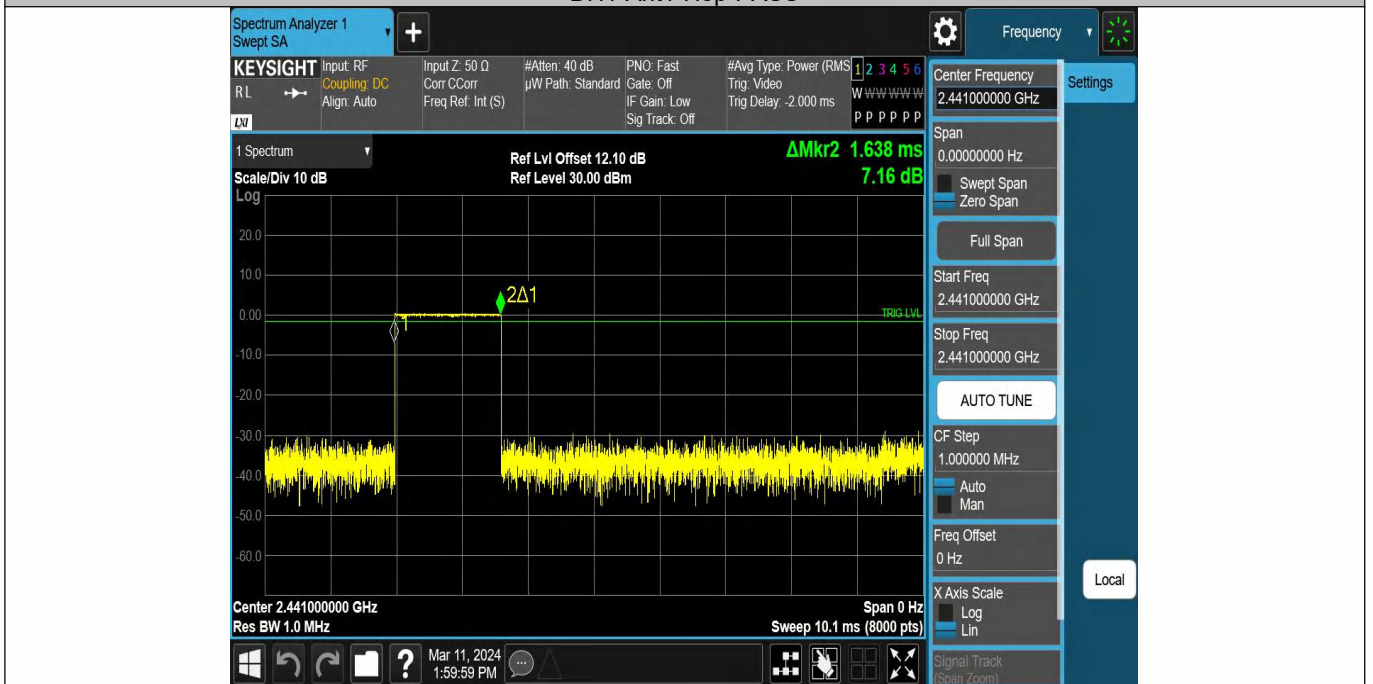 Spectrum Analyzer 1
Swept SA
+
Frequency
KEYSIGHT
RL
LXI
Input: RF
Coupling: DC
Align: Auto
Input Z: 50 Ω
Corr CCorr
Freq Ref: Int (S)
#Atten: 40 dB
µW Path: Standard
PNO: Fast
Gate: Off
IF Gain: Low
Sig Track: Off
#Avg Type: Power (RMS
Trig: Video
Trig Delay: -2.000 ms
1 2 3 4 5 6
W W W W W W
P P P P P P
1 Spectrum
Scale/Div 10 dB
Log
Ref Lvl Offset 12.10 dB
Ref Level 30.00 dBm
ΔMkr2 1.638 ms
7.16 dB
20.0
10.0
2Δ1
0.00
TRIG LVL
-10.0
-20.0
-30.0
-40.0
-50.0
-60.0
Center 2.441000000 GHz
Res BW 1.0 MHz
Span 0 Hz
Sweep 10.1 ms (8000 pts)
Center Frequency
2.441000000 GHz
Settings
Span
0.00000000 Hz
Swept Span
Zero Span
Full Span
Start Freq
2.441000000 GHz
Stop Freq
2.441000000 GHz
AUTO TUNE
CF Step
1.000000 MHz
Auto
Man
Freq Offset
0 Hz
X Axis Scale
Log
Lin
Signal Track
(Span Zoom)
Local
?
Mar 11, 2024
1:59:59 PM